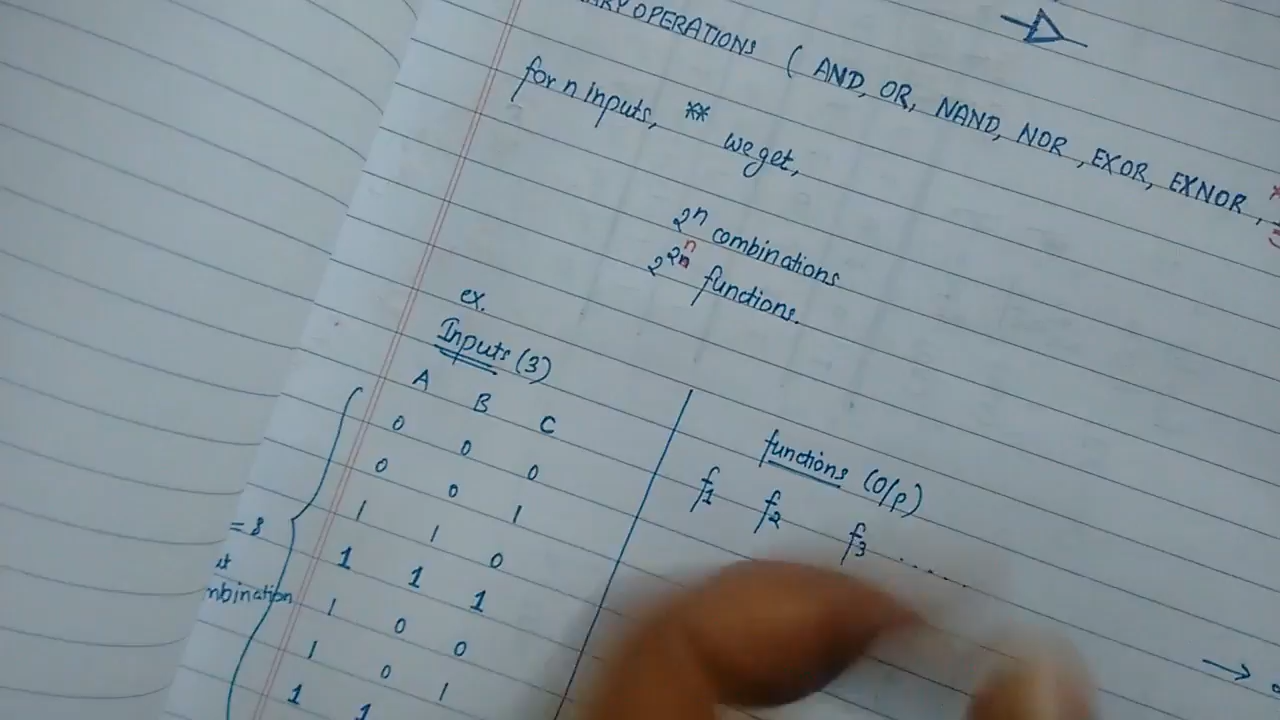 OPERATIONS ( AND, OR, NAND, NOR, EXOR, EXNOR,
for n inputs, ** we get,
2^n combinations
2^2^n functions.
ex.
Inputs (3)
A B C
functions (O/p)
f1 f2 f3 . . . . . .
0 0 0
0 0 1
1 1 0
= 8
1 1 1
1 0 0
1 0 1
1 1